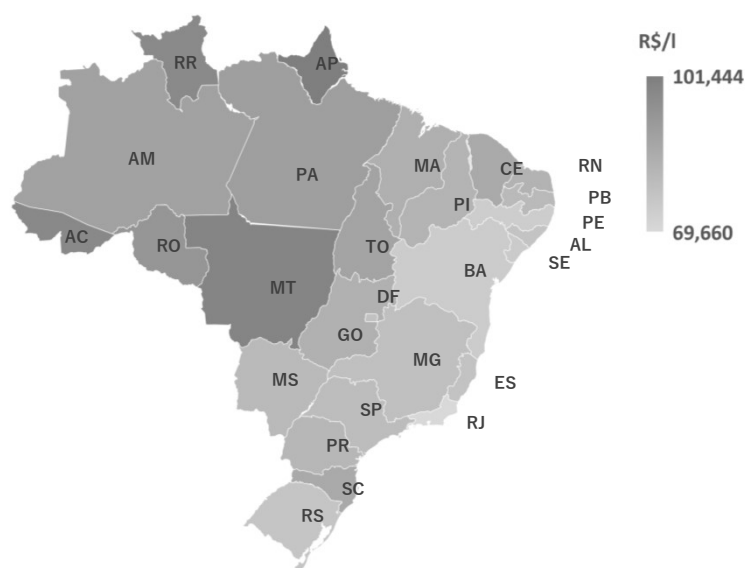 R$/l
101,444
69,660
RR
AP
AM
PA
MA
CE
RN
PI
PB
PE
AL
SE
AC
RO
TO
BA
MT
DF
GO
MG
MS
ES
SP
RJ
PR
SC
RS